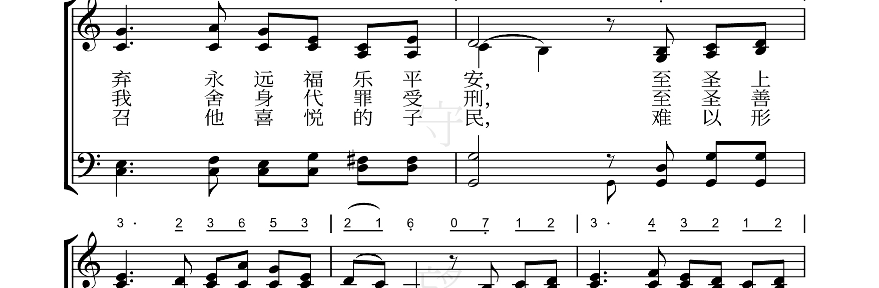 弃 永 远 福 乐 平 安， 至 圣 上
我 舍 身 代 罪 受 刑， 至 圣 善
召 他 喜 悦 的 子 民， 难 以 形
守
3 · 2 3 6 5 3 2 1 6 0 7 1 2 3 · 4 3 2 1 2